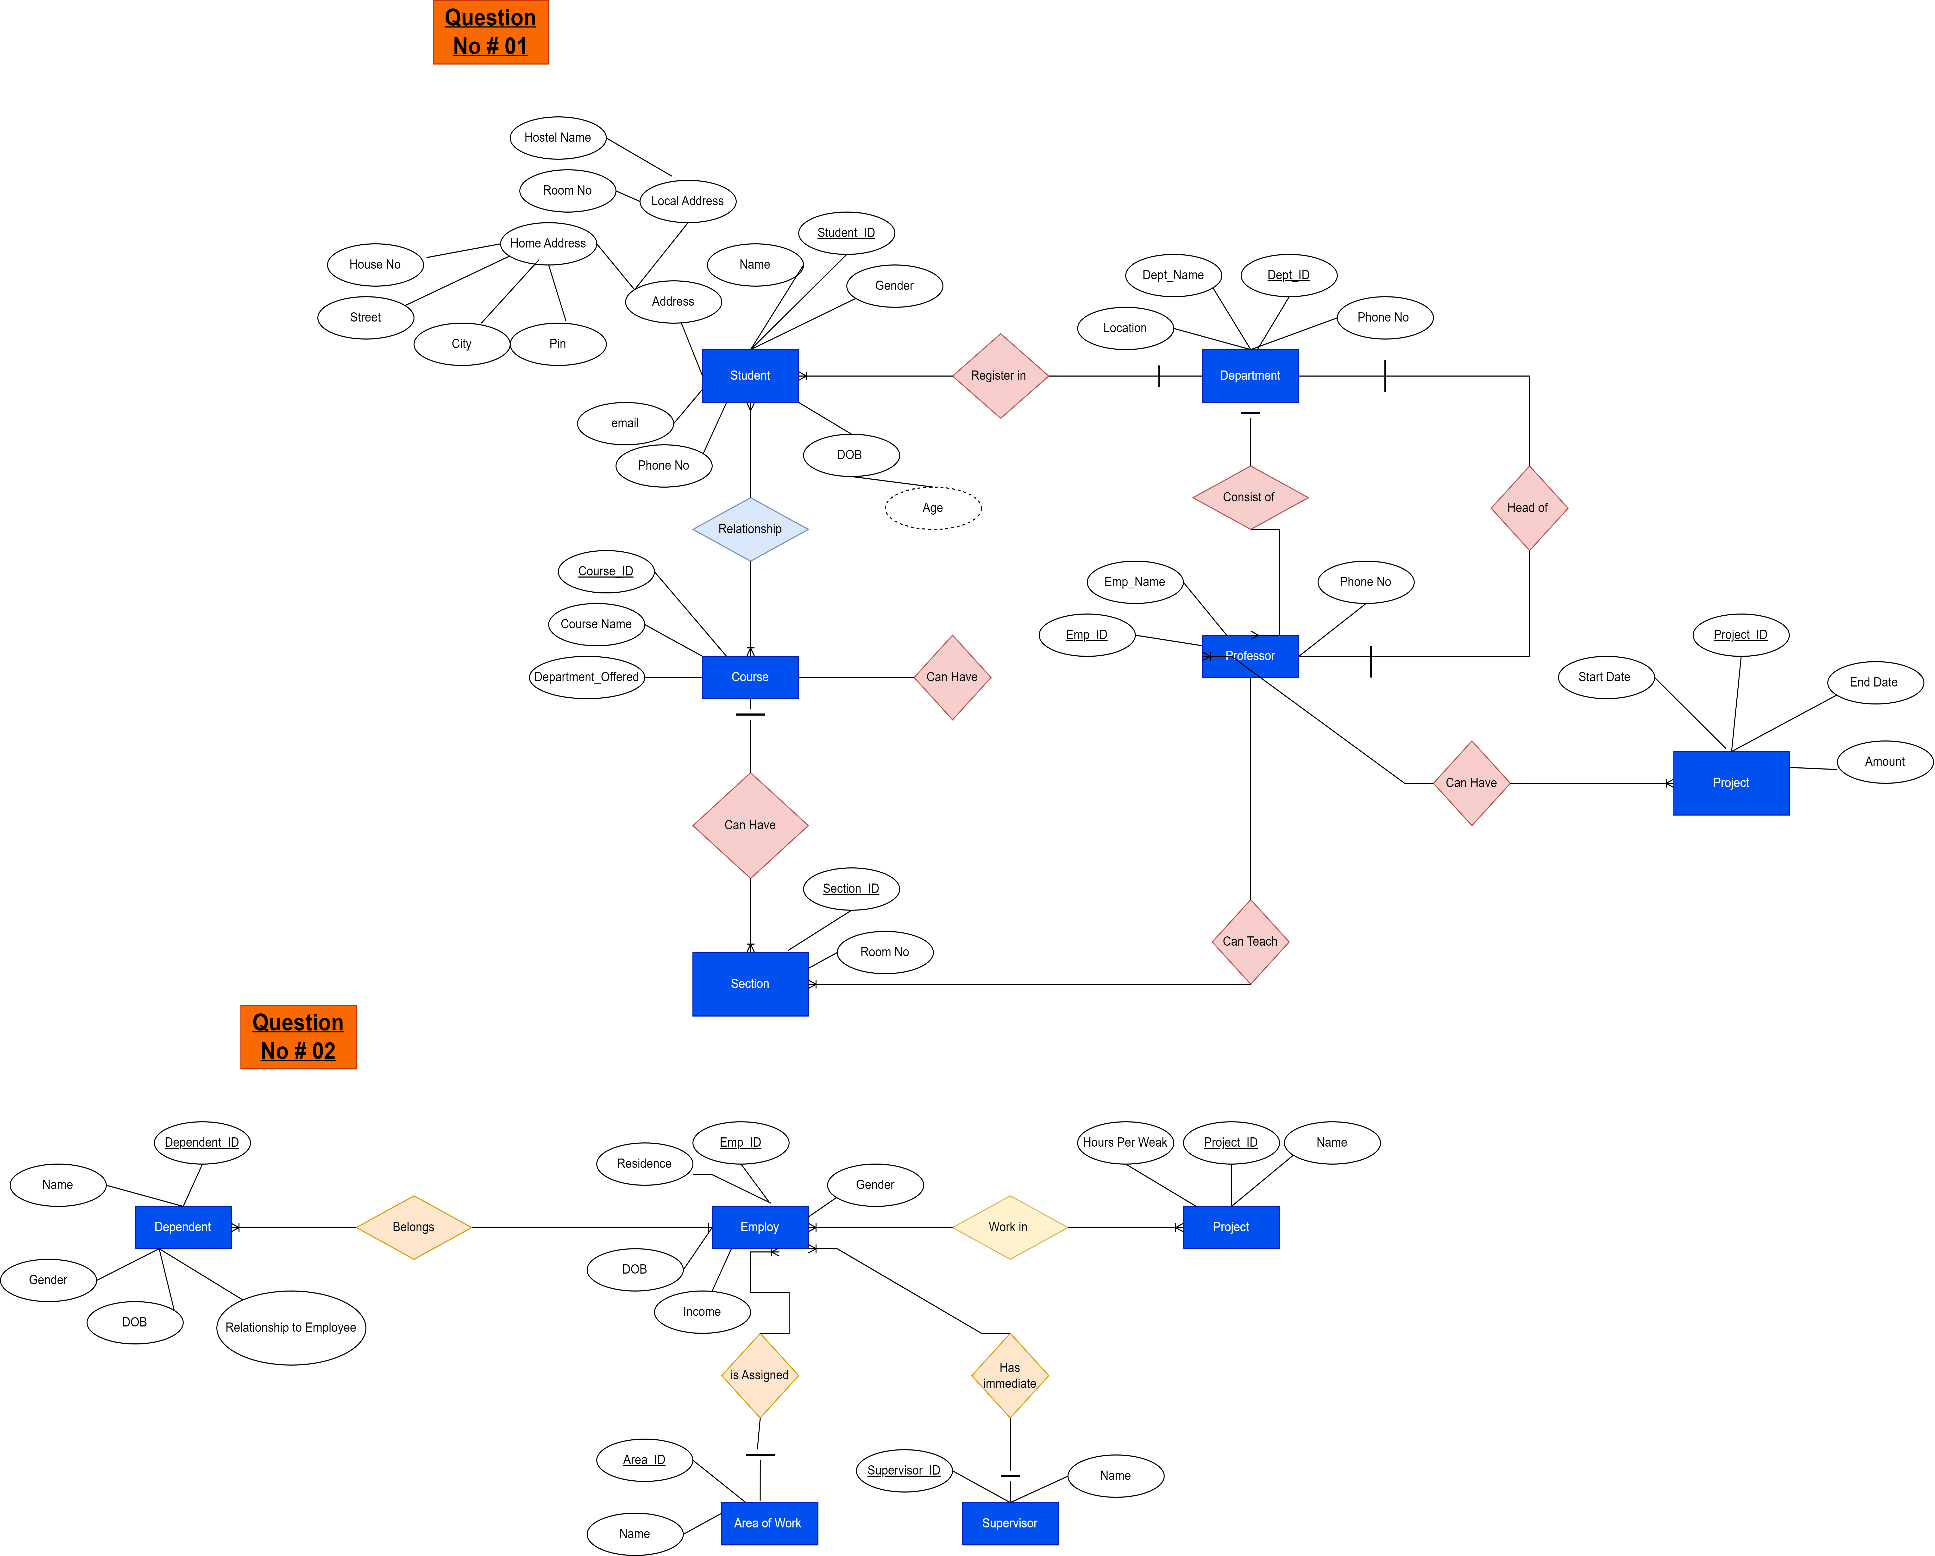 Question
No # 01
Hostel Name
Room No
Local Address
Student_ID
Home Address
Name
House No
Gender
Dept_Name
Dept_ID
Address
Street
Location
Phone No
City
Pin
Student
Register in
Department
email
DOB
Phone No
Consist of
Age
Head of
Relationship
Course_ID
Emp_Name
Phone No
Course Name
Emp_ID
Project_ID
Professor
Department_Offered
Course
Can Have
Start Date
End Date
Amount
Can Have
Project
Can Have
Section_ID
Can Teach
Room No
Section
Question
No # 02
Dependent_ID
Emp_ID
Hours Per Weak
Project_ID
Name
Residence
Name
Gender
Dependent
Belongs
Employ
Work in
Project
Gender
DOB
Income
DOB
Relationship to Employee
is Assigned
Has
immediate
Area_ID
Supervisor_ID
Name
Area of Work
Supervisor
Name